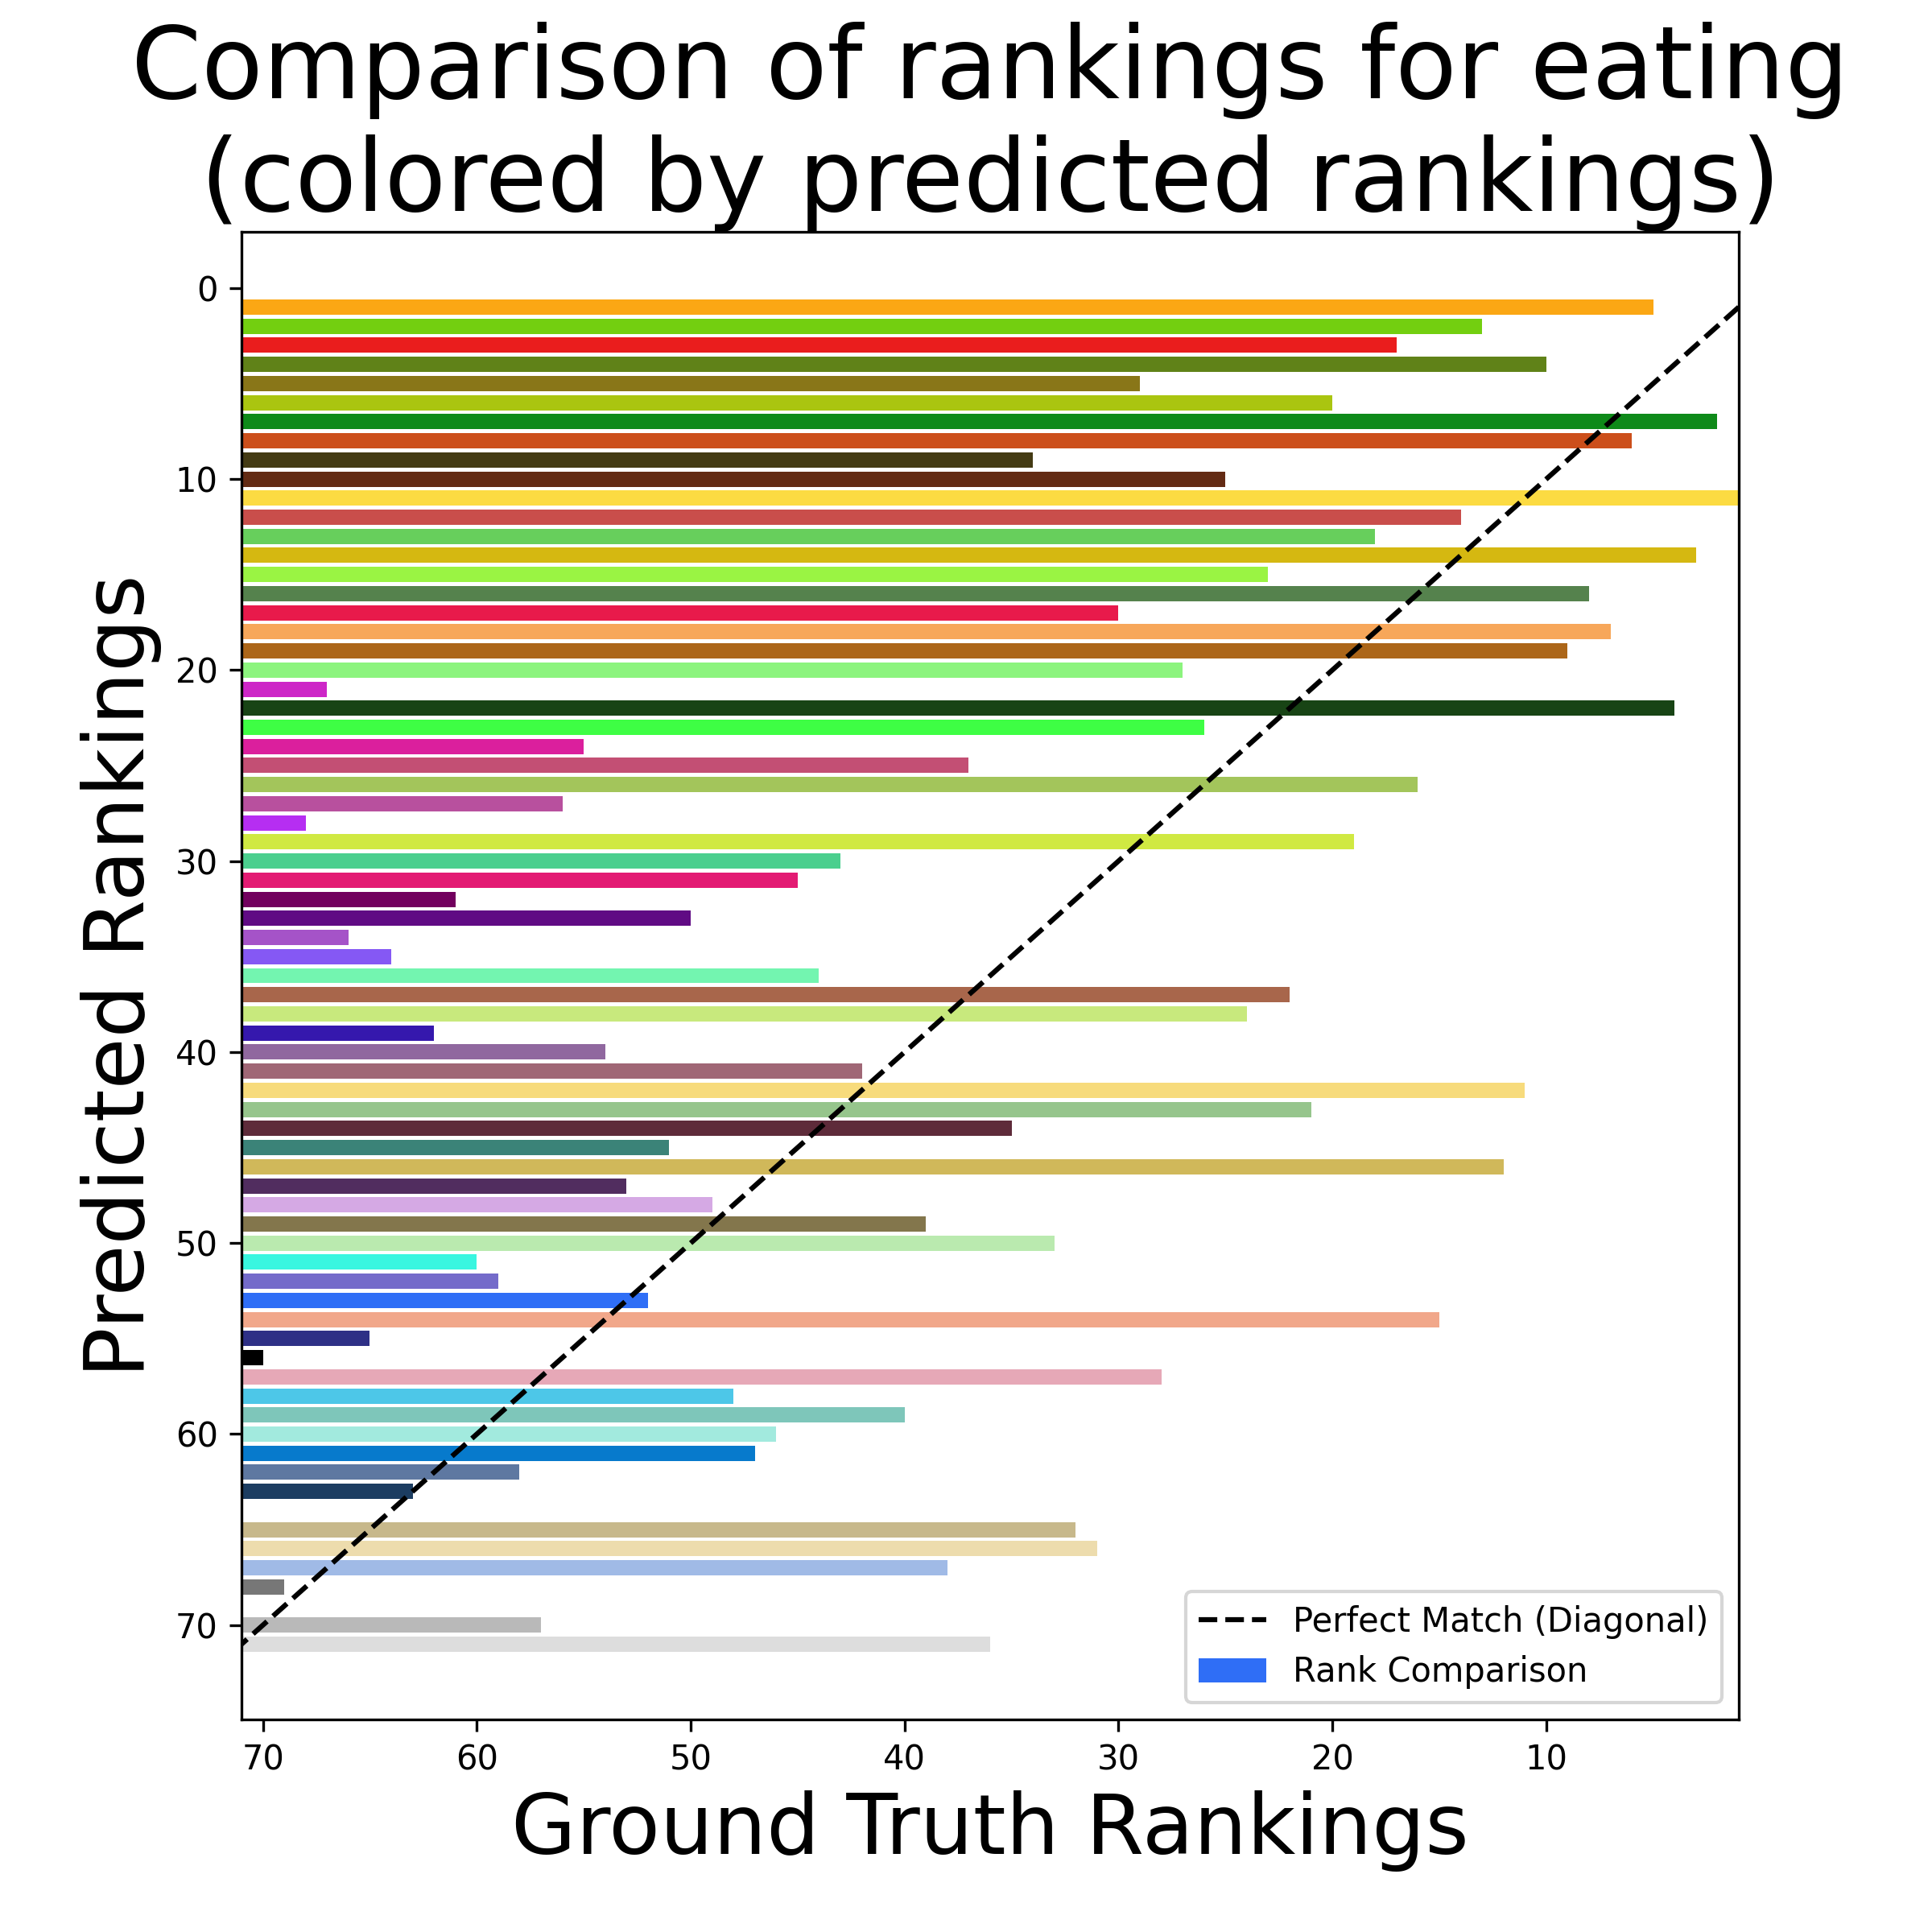 Comparison of rankings for eating
(colored by predicted rankings)
Predicted Rankings
0
10
20
30
40
50
60
70
Perfect Match (Diagonal)
Rank Comparison
70 60 50 40 30 20 10
Ground Truth Rankings